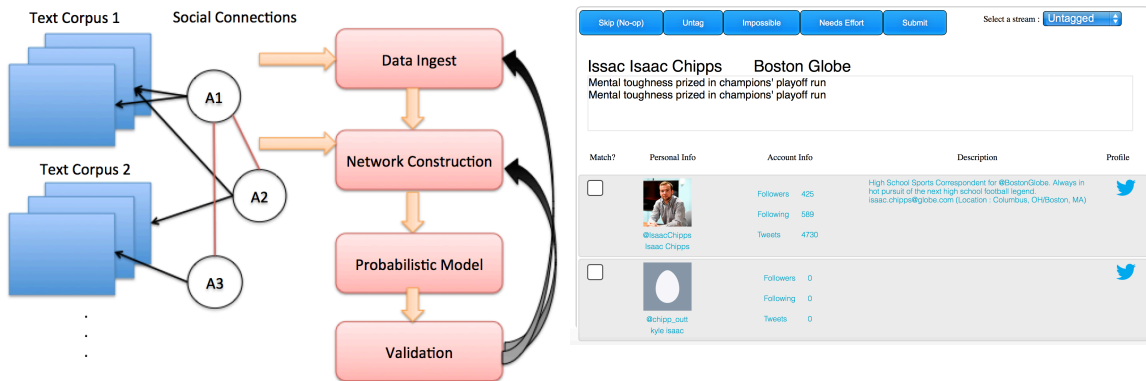 Text Corpus 1
Social Connections
A1
Text Corpus 2
A2
A3
.
.
.
Data Ingest
Network Construction
Probabilistic Model
Validation
Skip (No-op)
Untag
Impossible
Needs Effort
Submit
Select a stream :
Untagged
Issac Isaac Chipps
Boston Globe
Mental toughness prized in champions' playoff run
Mental toughness prized in champions' playoff run
Match?
Personal Info
Account Info
Description
Profile
@IsaacChipps
Isaac Chipps
Followers 425
Following 589
Tweets 4730
High School Sports Correspondent for @BostonGlobe. Always in
hot pursuit of the next high school football legend.
isaac.chipps@globe.com (Location : Columbus, OH/Boston, MA)
@chipp_outt
kyle isaac
Followers 0
Following 0
Tweets 0